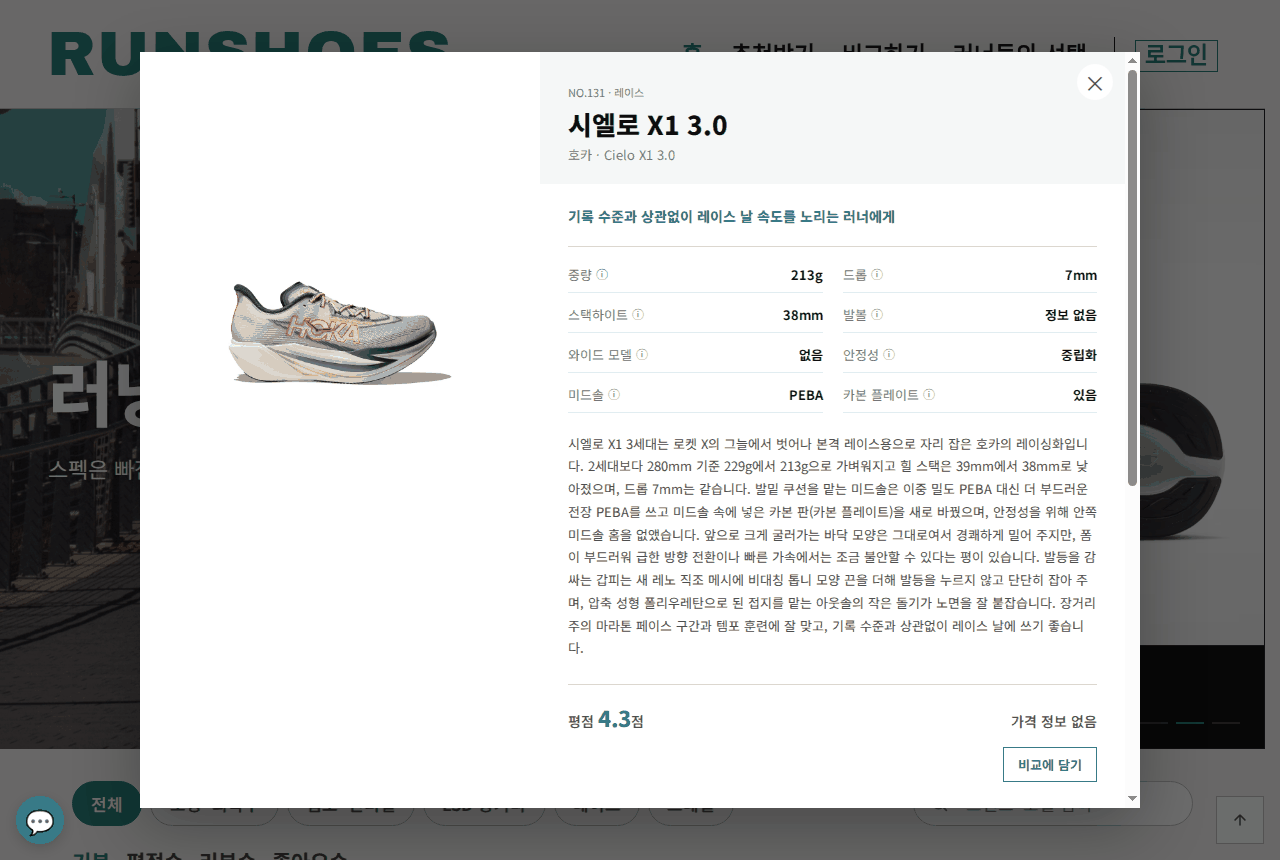 RUNSHOES
홈
로그인
NO.131 · 레이스
시엘로 X1 3.0
호카 · Cielo X1 3.0
HOKA
기록 수준과 상관없이 레이스 날 속도를 노리는 러너에게
중량 ⓘ 213g
드롭 ⓘ 7mm
스택하이트 ⓘ 38mm
발볼 ⓘ 정보 없음
와이드 모델 ⓘ 없음
안정성 ⓘ 중립화
미드솔 ⓘ PEBA
카본 플레이트 ⓘ 있음
시엘로 X1 3세대는 로켓 X의 그늘에서 벗어나 본격 레이스용으로 자리 잡은 호카의 레이싱화입니
다. 2세대보다 280mm 기준 229g에서 213g으로 가벼워지고 힐 스택은 39mm에서 38mm로 낮
아졌으며, 드롭 7mm는 같습니다. 발밑 쿠션을 맡는 미드솔은 이중 밀도 PEBA 대신 더 부드러운
전장 PEBA를 쓰고 미드솔 속에 넣은 카본 판(카본 플레이트)을 새로 바꿨으며, 안정성을 위해 안쪽
미드솔 홈을 없앴습니다. 앞으로 크게 굴러가는 바닥 모양은 그대로여서 경쾌하게 밀어 주지만, 폼
이 부드러워 급한 방향 전환이나 빠른 가속에서는 조금 불안할 수 있다는 평이 있습니다. 발등을 감
싸는 갑피는 새 레노 직조 메시에 비대칭 톱니 모양 끈을 더해 발등을 누르지 않고 단단히 잡아 주
며, 압축 성형 폴리우레탄으로 된 접지를 맡는 아웃솔의 작은 돌기가 노면을 잘 붙잡습니다. 장거리
주의 마라톤 페이스 구간과 템포 훈련에 잘 맞고, 기록 수준과 상관없이 레이스 날에 쓰기 좋습니
다.
평점 4.3점
가격 정보 없음
비교에 담기
러닝
스펙은
전체